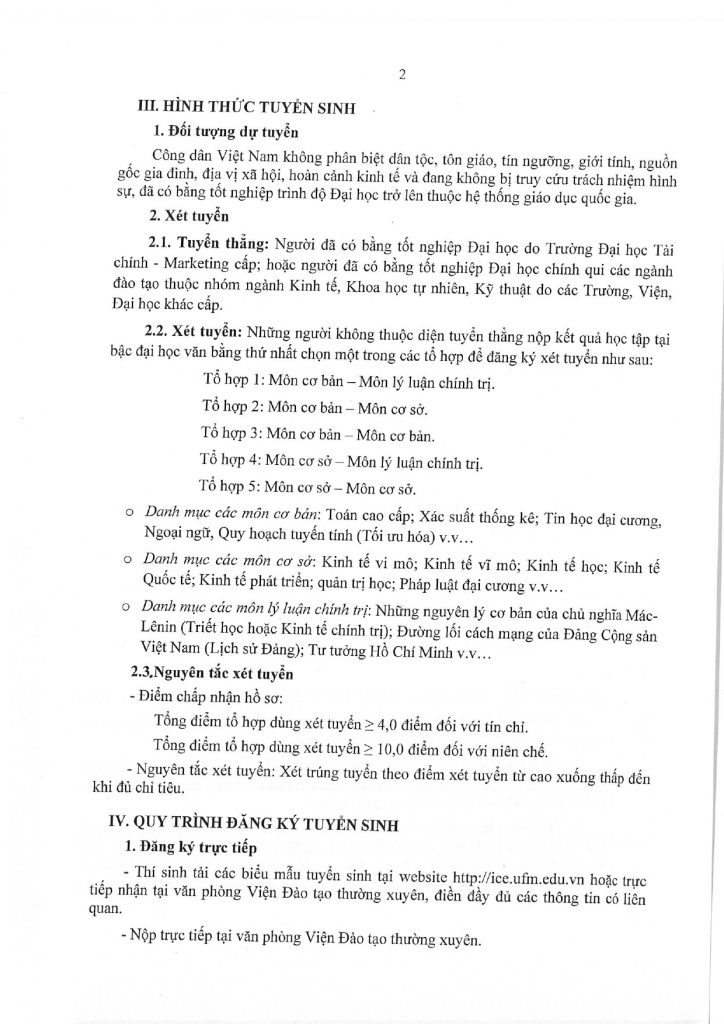 2
III. HÌNH THỨC TUYỂN SINH
1. Đối tượng dự tuyển
Công dân Việt Nam không phân biệt dân tộc, tôn giáo, tín ngưỡng, giới tính, nguồn
gốc gia đình, địa vị xã hội, hoàn cảnh kinh tế và đang không bị truy cứu trách nhiệm hình
sự, đã có bằng tốt nghiệp trình độ Đại học trở lên thuộc hệ thống giáo dục quốc gia.
2. Xét tuyển
2.1. Tuyển thẳng: Người đã có bằng tốt nghiệp Đại học do Trường Đại học Tài
chính - Marketing cấp; hoặc người đã có bằng tốt nghiệp Đại học chính qui các ngành
đào tạo thuộc nhóm ngành Kinh tế, Khoa học tự nhiên, Kỹ thuật do các Trường, Viện,
Đại học khác cấp.
2.2. Xét tuyển: Những người không thuộc diện tuyển thẳng nộp kết quả học tập tại
bậc đại học văn bằng thứ nhất chọn một trong các tổ hợp để đăng ký xét tuyển như sau:
Tổ hợp 1: Môn cơ bản – Môn lý luận chính trị.
Tổ hợp 2: Môn cơ bản – Môn cơ sở.
Tổ hợp 3: Môn cơ bản – Môn cơ bản.
Tổ hợp 4: Môn cơ sở – Môn lý luận chính trị.
Tổ hợp 5: Môn cơ sở – Môn cơ sở.
o Danh mục các môn cơ bản: Toán cao cấp; Xác suất thống kê; Tin học đại cương,
Ngoại ngữ, Quy hoạch tuyến tính (Tối ưu hóa) v.v…
o Danh mục các môn cơ sở: Kinh tế vi mô; Kinh tế vĩ mô; Kinh tế học; Kinh tế
Quốc tế; Kinh tế phát triển; quản trị học; Pháp luật đại cương v.v…
o Danh mục các môn lý luận chính trị: Những nguyên lý cơ bản của chủ nghĩa Mác-
Lênin (Triết học hoặc Kinh tế chính trị); Đường lối cách mạng của Đảng Cộng sản
Việt Nam (Lịch sử Đảng); Tư tưởng Hồ Chí Minh v.v…
2.3.Nguyên tắc xét tuyển
- Điểm chấp nhận hồ sơ:
Tổng điểm tổ hợp dùng xét tuyển ≥ 4,0 điểm đối với tín chỉ.
Tổng điểm tổ hợp dùng xét tuyển ≥ 10,0 điểm đối với niên chế.
- Nguyên tắc xét tuyển: Xét trúng tuyển theo điểm xét tuyển từ cao xuống thấp đến
khi đủ chỉ tiêu.
IV. QUY TRÌNH ĐĂNG KÝ TUYỂN SINH
1. Đăng ký trực tiếp
- Thí sinh tải các biểu mẫu tuyển sinh tại website http://ice.ufm.edu.vn hoặc trực
tiếp nhận tại văn phòng Viện Đào tạo thường xuyên, điền đầy đủ các thông tin có liên
quan.
- Nộp trực tiếp tại văn phòng Viện Đào tạo thường xuyên.